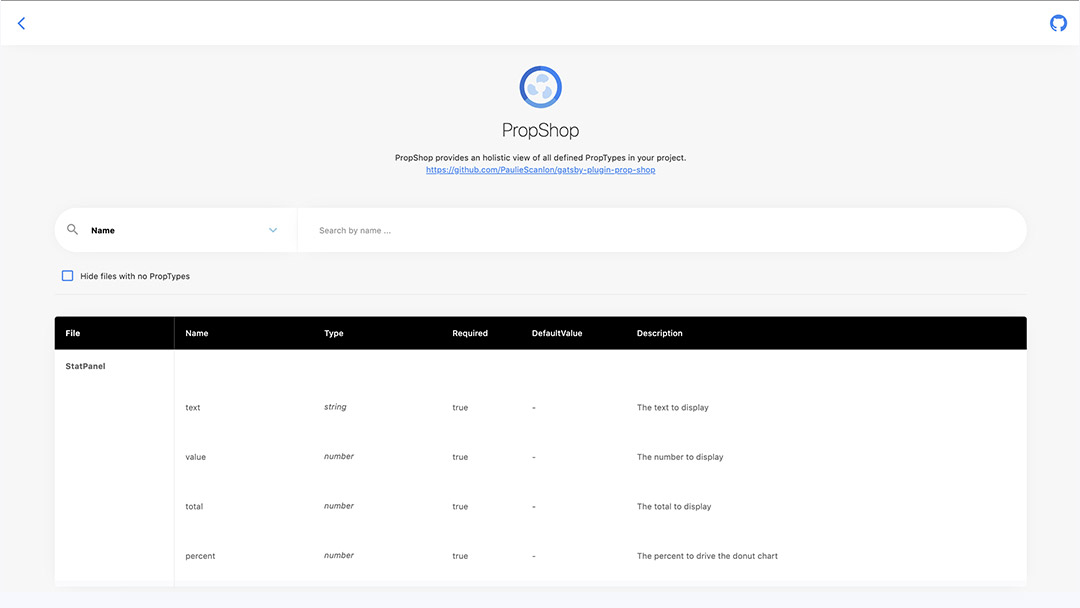 PropShop
PropShop provides an holistic view of all defined PropTypes in your project.
https://github.com/PaulieScanlon/gatsby-plugin-prop-shop
Name Search by name ...
Hide files with no PropTypes
File Name Type Required DefaultValue Description
StatPanel
text string true - The text to display
value number true - The number to display
total number true - The total to display
percent number true - The percent to drive the donut chart